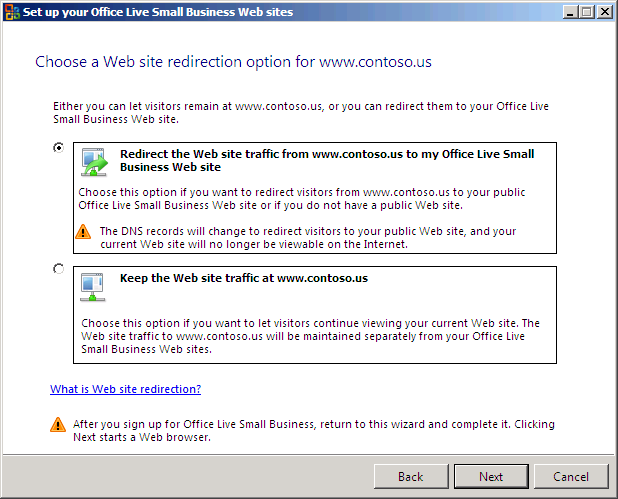 Set up your Office Live Small Business Web sites
Choose a Web site redirection option for www.contoso.us
Either you can let visitors remain at www.contoso.us, or you can redirect them to your Office Live
Small Business Web site.
Redirect the Web site traffic from www.contoso.us to my Office Live Small
Business Web site
Choose this option if you want to redirect visitors from www.contoso.us to your public
Office Live Small Business Web site or if you do not have a public Web site.
The DNS records will change to redirect visitors to your public Web site, and your
current Web site will no longer be viewable on the Internet.
Keep the Web site traffic at www.contoso.us
Choose this option if you want to let visitors continue viewing your current Web site. The
Web site traffic to www.contoso.us will be maintained separately from your Office Live
Small Business Web sites.
What is Web site redirection?
After you sign up for Office Live Small Business, return to this wizard and complete it. Clicking
Next starts a Web browser.
Back
Next
Cancel